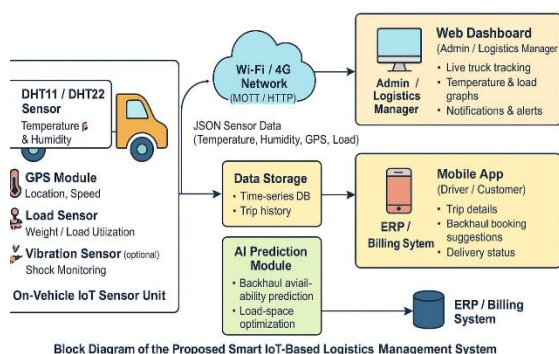 DHT11 / DHT22
Sensor
Temperature
& Humidity
GPS Module
Location, Speed
Load Sensor
Weight / Load Utiization
Vibration Sensor (optional)
Shock Monitoring
On-Vehicle IoT Sensor Unit
Wi-Fi / 4G
Network
(MOTT / HTTP)
JSON Sensor Data
(Temperature, Humidity, GPS, Load)
Data Storage
• Time-series DB
• Trip history
AI Prediction
Module
• Backhaul aviail-
ability prediction
• Load-space
optimization
Web Dashboard
(Admin / Logistics Manager)
Admin /
Logistics
Manager
• Live truck tracking
• Temperature & load
graphs
• Notifications & alerts
Mobile App
(Driver / Customer)
ERP /
Billing Sytem
• Trip details
• Backhaul booking
suggestions
• Delivery status
ERP / Billing
System
Block Diagram of the Proposed Smart IoT-Based Logistics Management System